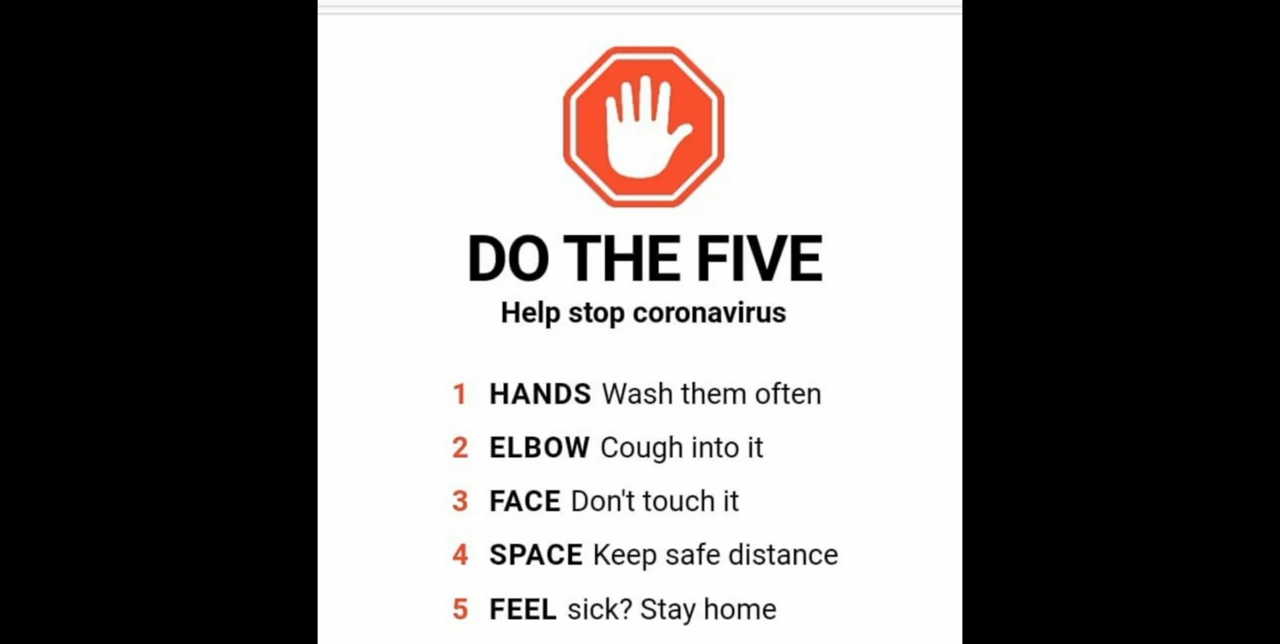 DO THE FIVE
Help stop coronavirus
1 HANDS Wash them often
2 ELBOW Cough into it
3 FACE Don't touch it
4 SPACE Keep safe distance
5 FEEL sick? Stay home